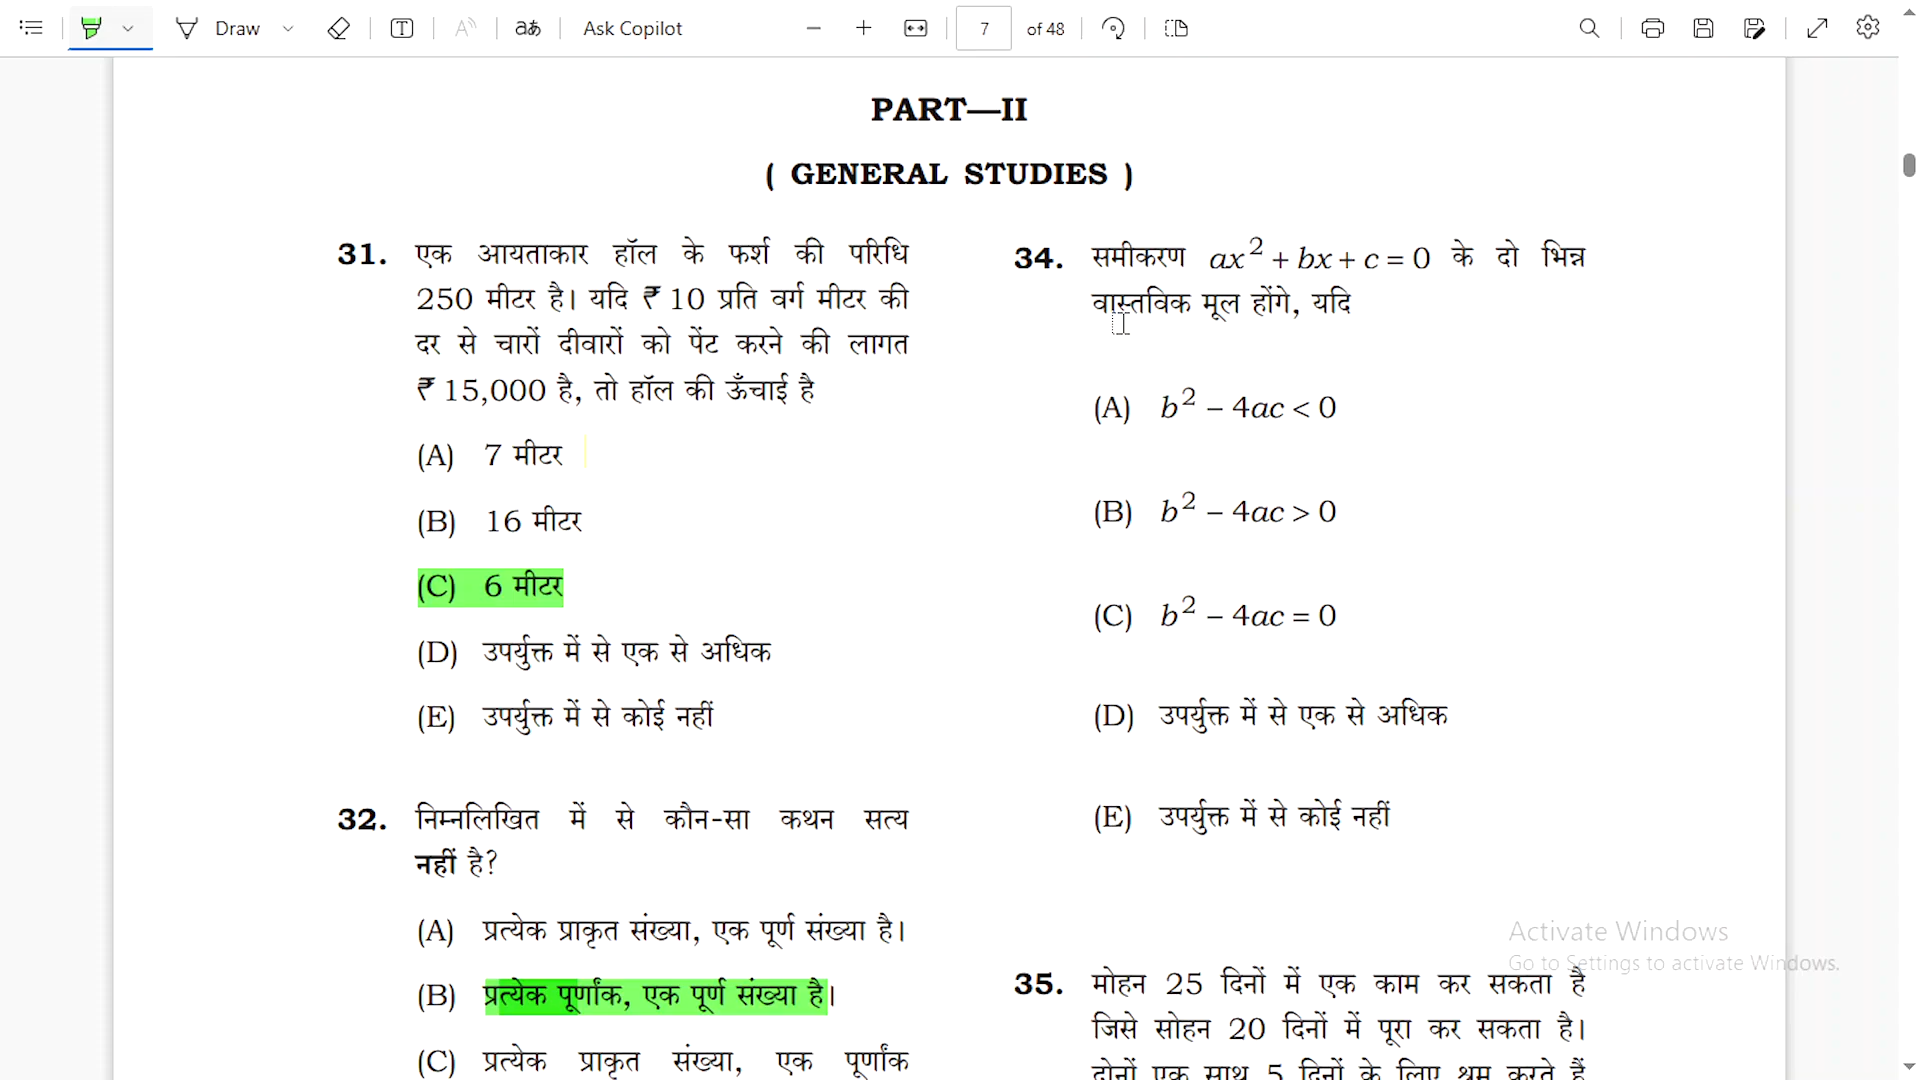 Draw
Ask Copilot
7
of 48
PART—II
( GENERAL STUDIES )
31. एक आयताकार हॉल के फर्श की परिधि
250 मीटर है। यदि ₹ 10 प्रति वर्ग मीटर की
दर से चारों दीवारों को पेंट करने की लागत
₹ 15,000 है, तो हॉल की ऊँचाई है
(A) 7 मीटर
(B) 16 मीटर
(C) 6 मीटर
(D) उपर्युक्त में से एक से अधिक
(E) उपर्युक्त में से कोई नहीं
32. निम्नलिखित में से कौन-सा कथन सत्य
नहीं है?
(A) प्रत्येक प्राकृत संख्या, एक पूर्ण संख्या है।
(B) प्रत्येक पूर्णांक, एक पूर्ण संख्या है।
(C) प्रत्येक प्राकृत संख्या, एक पूर्णांक
34. समीकरण ax² + bx + c = 0 के दो भिन्न
वास्तविक मूल होंगे, यदि
(A) b² – 4ac < 0
(B) b² – 4ac > 0
(C) b² – 4ac = 0
(D) उपर्युक्त में से एक से अधिक
(E) उपर्युक्त में से कोई नहीं
35. मोहन 25 दिनों में एक काम कर सकता है
जिसे सोहन 20 दिनों में पूरा कर सकता है।
दोनों एक साथ 5 दिनों के लिए श्रम करते हैं
Activate Windows
Go to Settings to activate Windows.